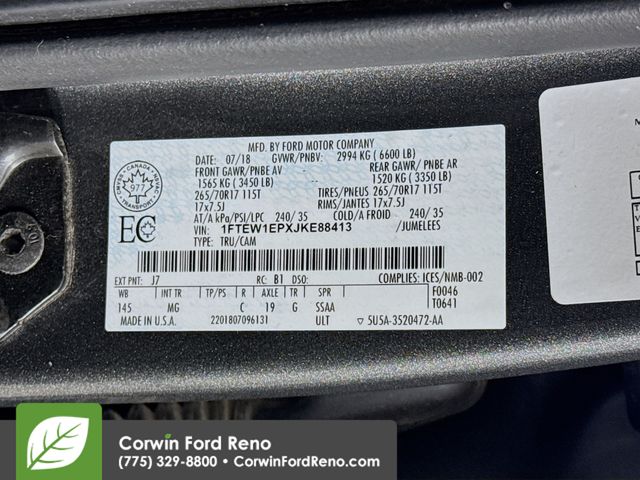 MFD. BY FORD MOTOR COMPANY
DATE: 07/18 GVWR/PNBV: 2994 KG ( 6600 LB)
FRONT GAWR/PNBE AV REAR GAWR/ PNBE AR
1565 KG ( 3450 LB) 1520 KG ( 3350 LB)
265/70R17 115T TIRES/PNEUS 265/70R17 115T
17x7.5J RIMS/JANTES 17x7.5J
AT/A kPa/PSI/LPC 240/ 35 COLD/A FROID 240/ 35
VIN: 1FTEW1EPXJKE88413 /JUMELEES
TYPE: TRU/CAM
CANADA
977
EC
EXT PNT: J7 RC: B1 DSO: COMPLIES: ICES/NMB-002
WB INT TR TP/PS R AXLE TR SPR F0046
145 MG C 19 G SSAA T0641
MADE IN U.S.A. 2201807096131 ULT ▽ 5U5A-3520472-AA
Corwin Ford Reno
(775) 329-8800 • CorwinFordReno.com